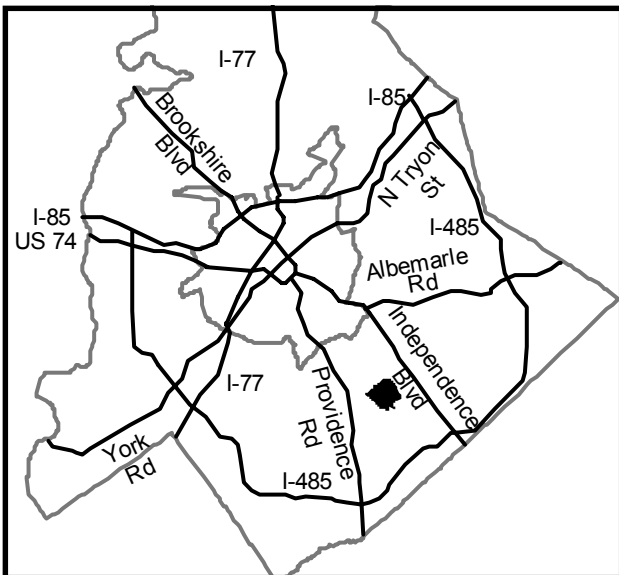 I-77
I-85
Brookshire
Blvd
N Tryon
St
I-85
US 74
I-485
Albemarle
Rd
Independence
Blvd
I-77
Providence
Rd
York
Rd
I-485